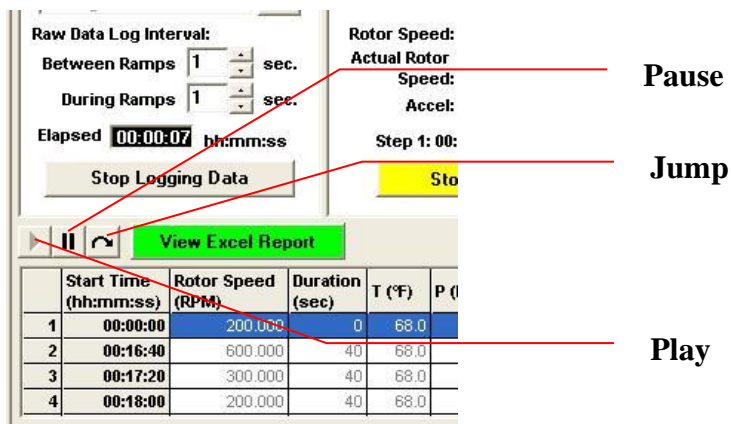 Raw Data Log Interval:
Between Ramps 1 sec.
During Ramps 1 sec.
Elapsed 00:00:07 hh:mm:ss
Stop Logging Data
Rotor Speed:
Actual Rotor
Speed:
Accel:
Step 1: 00:
Sto
View Excel Report
Start Time (hh:mm:ss) Rotor Speed (RPM) Duration (sec) T (°F) P (
1 00:00:00 200.000 0 68.0
2 00:16:40 600.000 40 68.0
3 00:17:20 300.000 40 68.0
4 00:18:00 200.000 40 68.0
Pause
Jump
Play